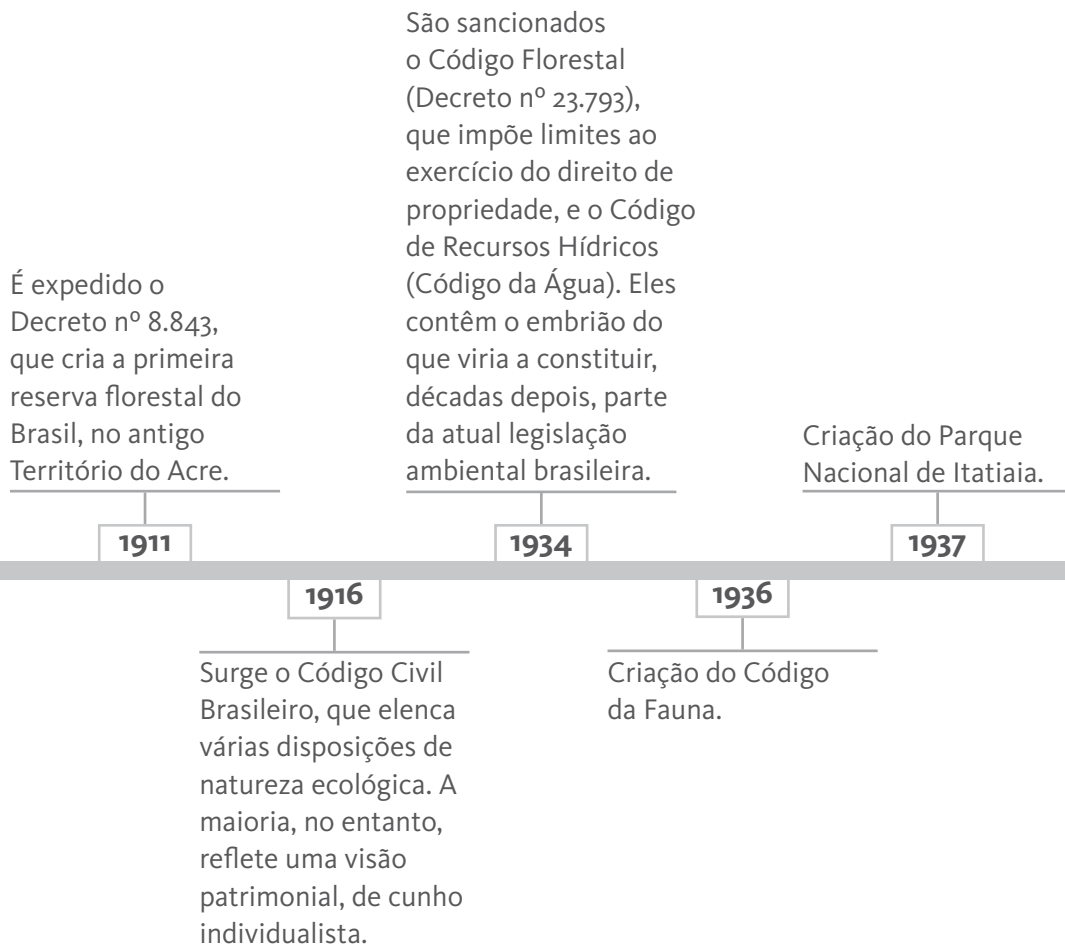 É expedido o
Decreto nº 8.843,
que cria a primeira
reserva florestal do
Brasil, no antigo
Território do Acre.
1911
1916
Surge o Código Civil
Brasileiro, que elenca
várias disposições de
natureza ecológica. A
maioria, no entanto,
reflete uma visão
patrimonial, de cunho
individualista.
São sancionados
o Código Florestal
(Decreto nº 23.793),
que impõe limites ao
exercício do direito de
propriedade, e o Código
de Recursos Hídricos
(Código da Água). Eles
contêm o embrião do
que viria a constituir,
décadas depois, parte
da atual legislação
ambiental brasileira.
1934
1936
Criação do Código
da Fauna.
Criação do Parque
Nacional de Itatiaia.
1937